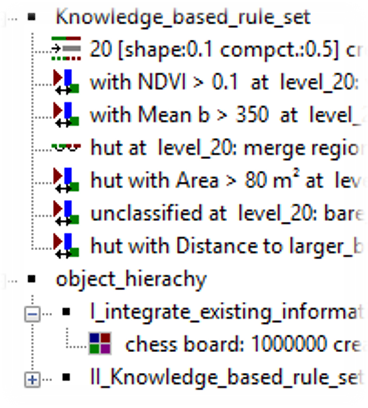 Knowledge_based_rule_set
20 [shape:0.1 compct.:0.5] cr
with NDVI > 0.1 at level_20:
with Mean b > 350 at level_
hut at level_20: merge regio
hut with Area > 80 m² at lev
unclassified at level_20: bare
hut with Distance to larger_b
object_hierachy
I_integrate_existing_informat
chess board: 1000000 crea
II_Knowledge_based_rule_set